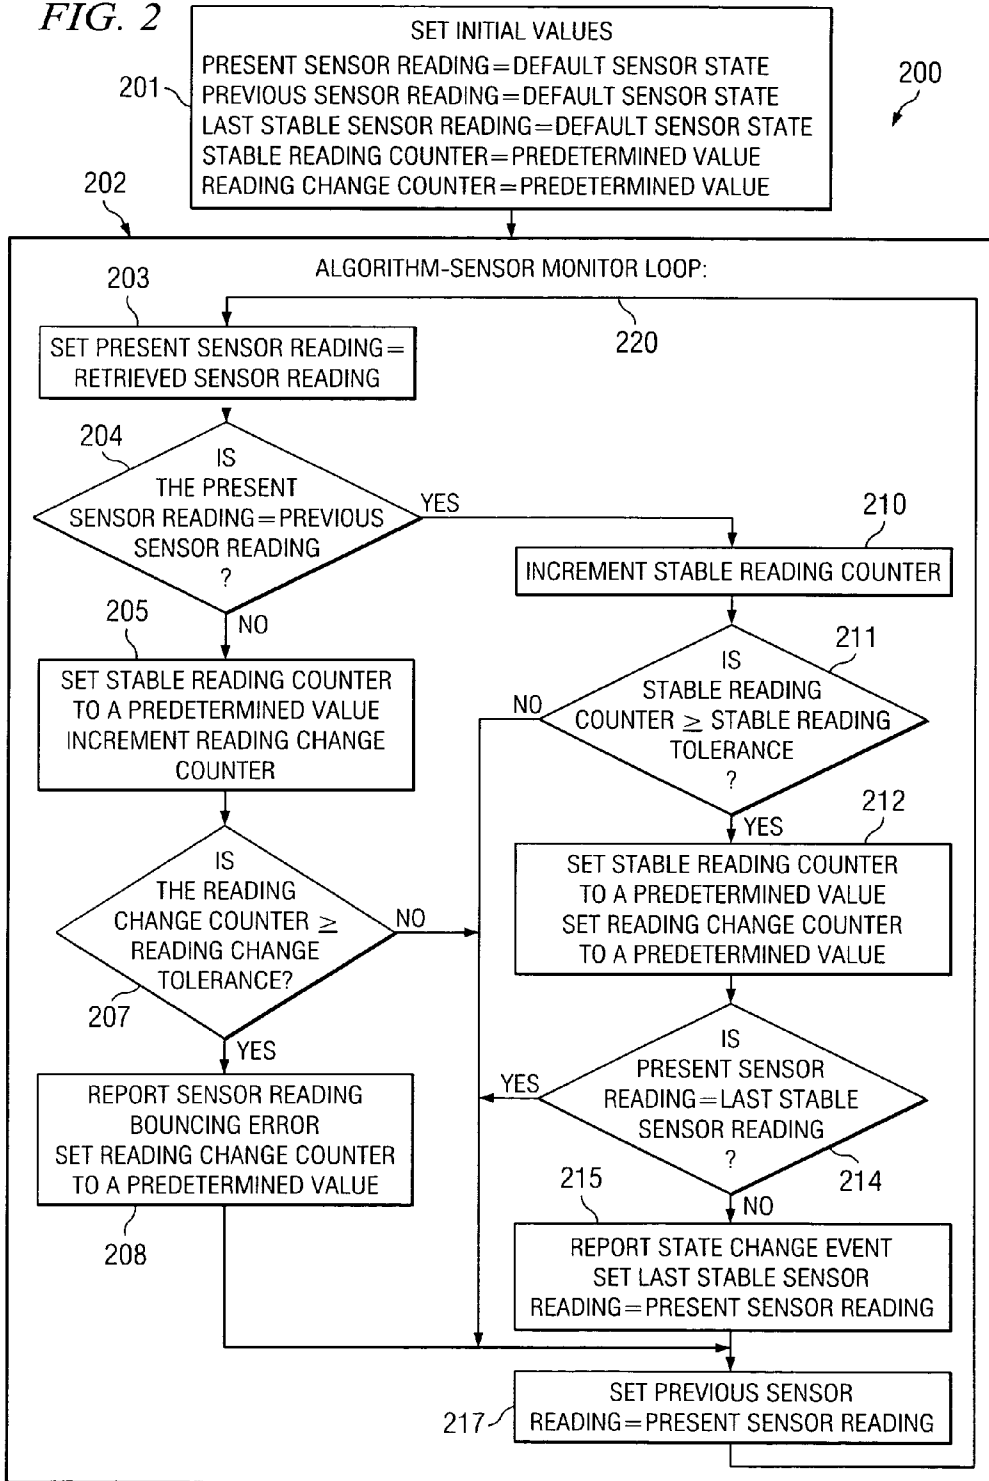 FIG. 2
SET INITIAL VALUES
PRESENT SENSOR READING=DEFAULT SENSOR STATE
PREVIOUS SENSOR READING=DEFAULT SENSOR STATE
LAST STABLE SENSOR READING=DEFAULT SENSOR STATE
STABLE READING COUNTER=PREDETERMINED VALUE
READING CHANGE COUNTER=PREDETERMINED VALUE
201
200
202
ALGORITHM-SENSOR MONITOR LOOP:
203
220
SET PRESENT SENSOR READING=
RETRIEVED SENSOR READING
204
IS
THE PRESENT
SENSOR READING=PREVIOUS
SENSOR READING
?
YES
NO
205
SET STABLE READING COUNTER
TO A PREDETERMINED VALUE
INCREMENT READING CHANGE
COUNTER
IS
THE READING
CHANGE COUNTER ≥
READING CHANGE
TOLERANCE?
NO
207
YES
REPORT SENSOR READING
BOUNCING ERROR
SET READING CHANGE COUNTER
TO A PREDETERMINED VALUE
208
210
INCREMENT STABLE READING COUNTER
211
IS
STABLE READING
COUNTER ≥ STABLE READING
TOLERANCE
?
NO
YES
212
SET STABLE READING COUNTER
TO A PREDETERMINED VALUE
SET READING CHANGE COUNTER
TO A PREDETERMINED VALUE
IS
PRESENT SENSOR
READING=LAST STABLE
SENSOR READING
?
YES
214
NO
215
REPORT STATE CHANGE EVENT
SET LAST STABLE SENSOR
READING=PRESENT SENSOR READING
SET PREVIOUS SENSOR
READING=PRESENT SENSOR READING
217